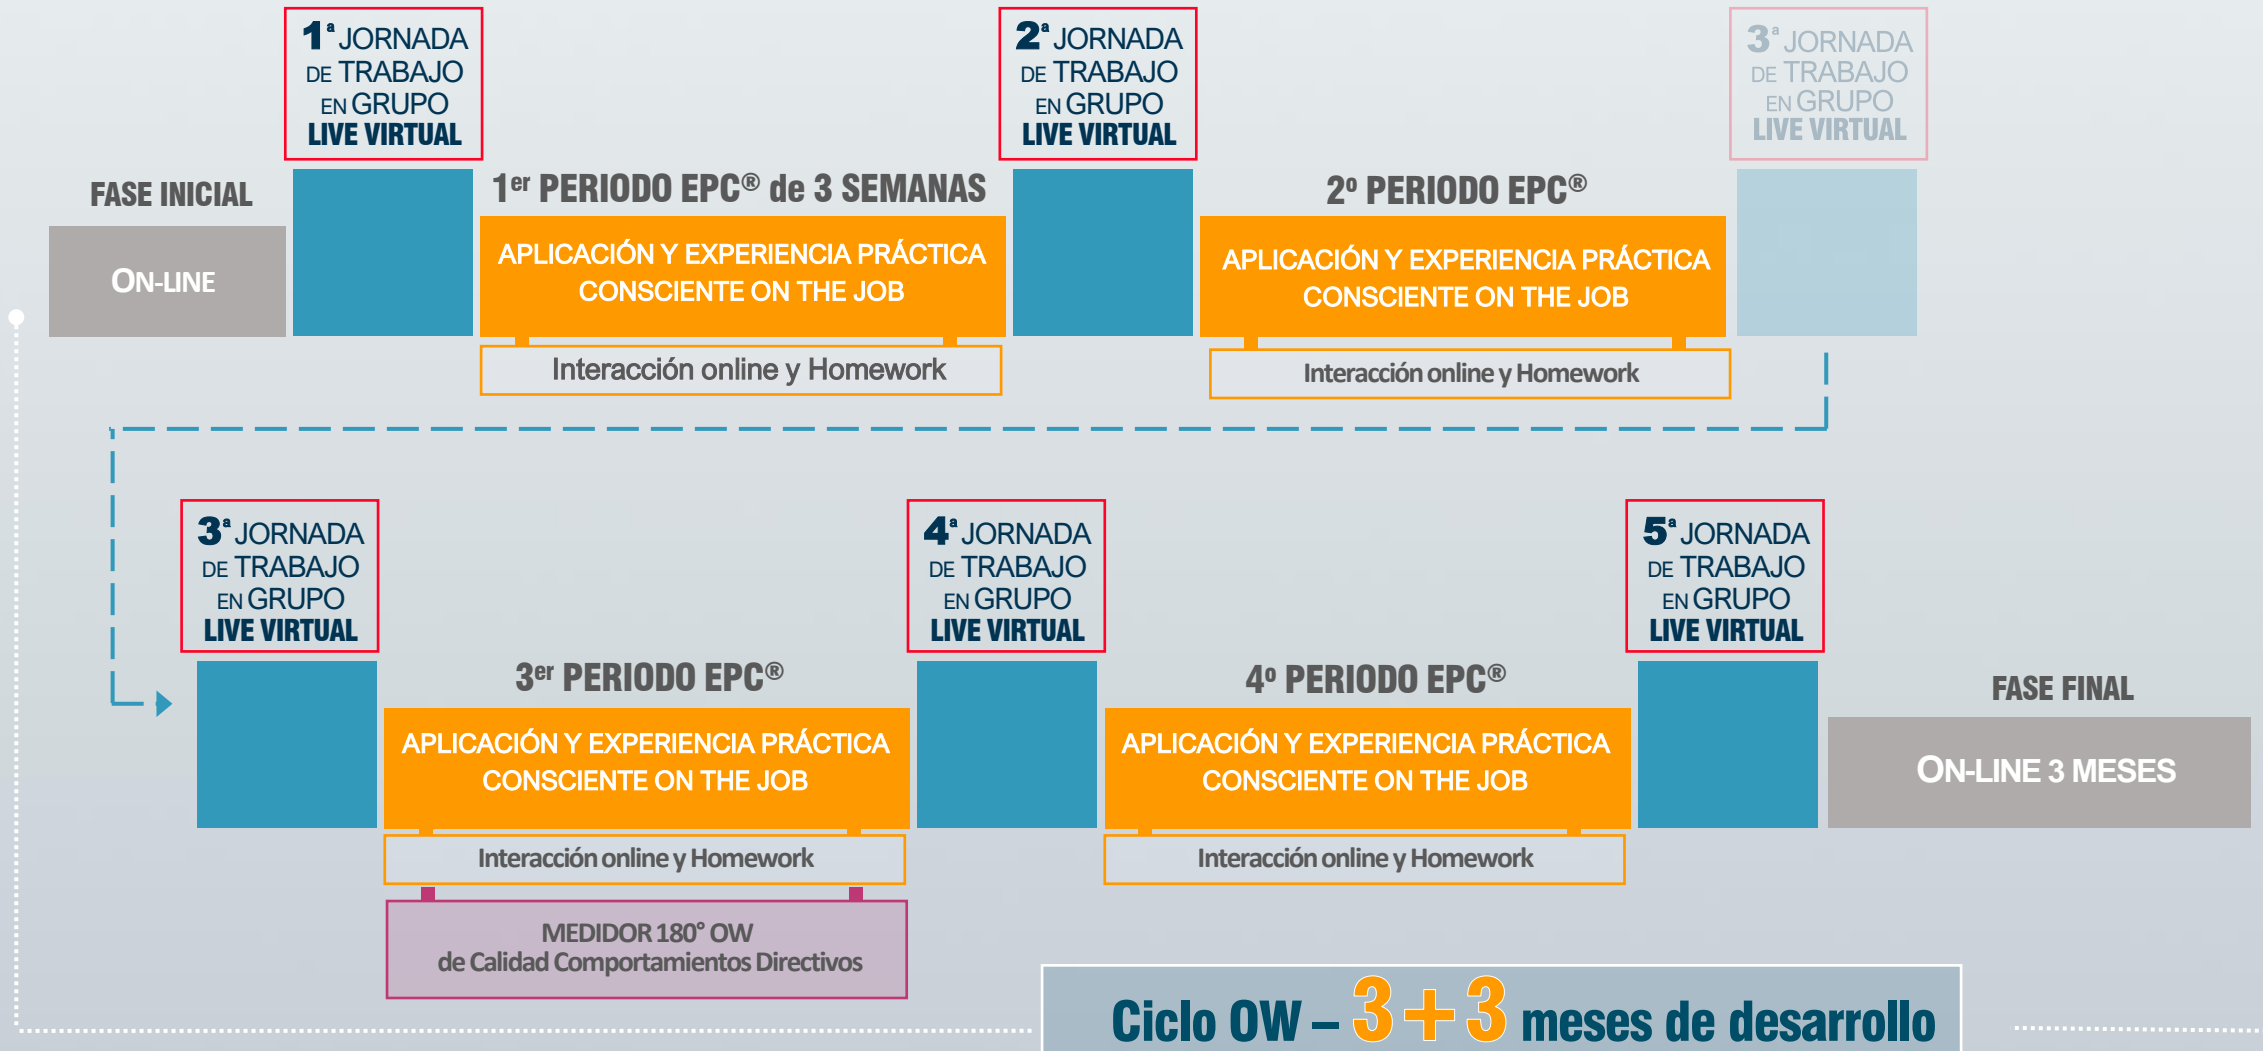 1ª JORNADA
DE TRABAJO
EN GRUPO
LIVE VIRTUAL
2ª JORNADA
DE TRABAJO
EN GRUPO
LIVE VIRTUAL
3ª JORNADA
DE TRABAJO
EN GRUPO
LIVE VIRTUAL
FASE INICIAL
ON-LINE
1er PERIODO EPC® de 3 SEMANAS
APLICACIÓN Y EXPERIENCIA PRÁCTICA
CONSCIENTE ON THE JOB
Interacción online y Homework
2º PERIODO EPC®
APLICACIÓN Y EXPERIENCIA PRÁCTICA
CONSCIENTE ON THE JOB
Interacción online y Homework
3ª JORNADA
DE TRABAJO
EN GRUPO
LIVE VIRTUAL
4ª JORNADA
DE TRABAJO
EN GRUPO
LIVE VIRTUAL
5ª JORNADA
DE TRABAJO
EN GRUPO
LIVE VIRTUAL
3er PERIODO EPC®
APLICACIÓN Y EXPERIENCIA PRÁCTICA
CONSCIENTE ON THE JOB
Interacción online y Homework
MEDIDOR 180° OW
de Calidad Comportamientos Directivos
4º PERIODO EPC®
APLICACIÓN Y EXPERIENCIA PRÁCTICA
CONSCIENTE ON THE JOB
Interacción online y Homework
FASE FINAL
ON-LINE 3 MESES
Ciclo OW – 3+3 meses de desarrollo